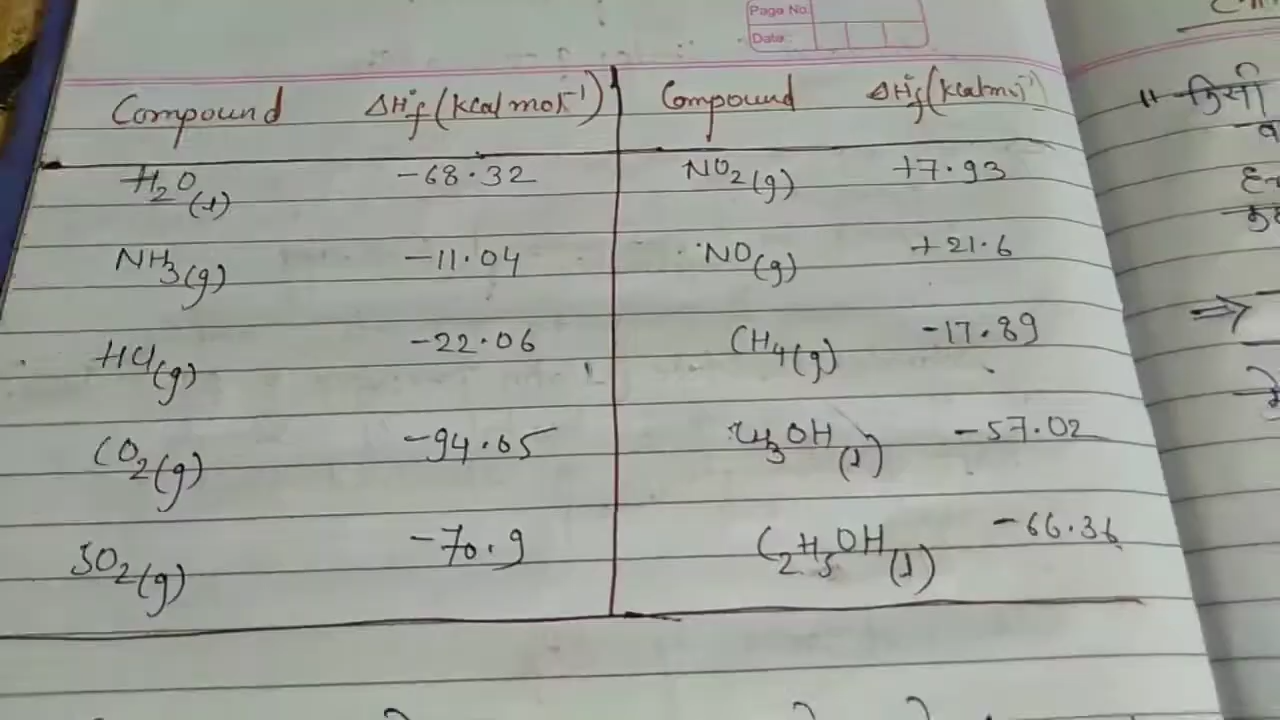 Page No.
Date:
Compound ΔH°f (kcal mol⁻¹) Compound ΔH°f (kcal mol⁻¹)
H₂O(l) -68.32 NO₂(g) +7.93
NH₃(g) -11.04 NO(g) +21.6
HCl(g) -22.06 CH₄(g) -17.89
CO₂(g) -94.05 CH₃OH(l) -57.02
SO₂(g) -70.9 C₂H₅OH(l) -66.36
" किसी
⇒